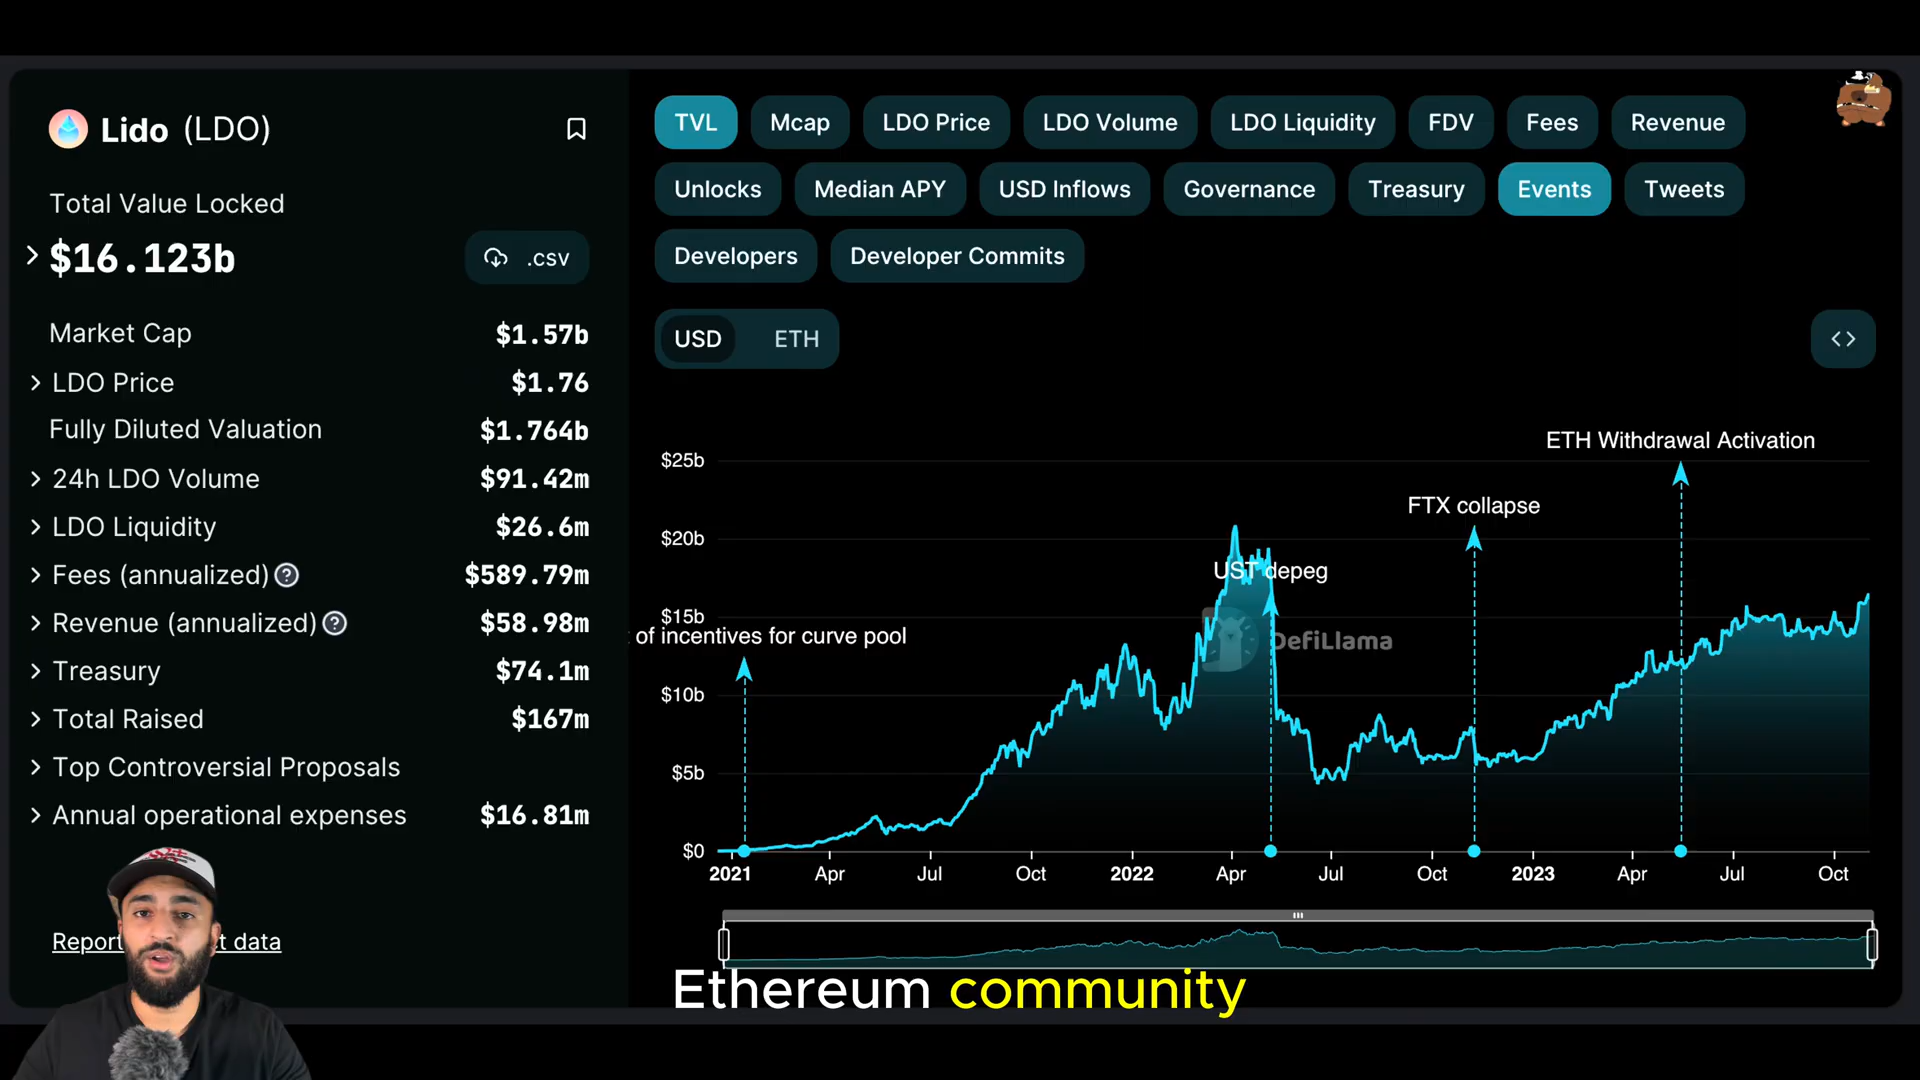 Lido (LDO)
Total Value Locked
$16.123b
.csv
Market Cap $1.57b
LDO Price $1.76
Fully Diluted Valuation $1.764b
24h LDO Volume $91.42m
LDO Liquidity $26.6m
Fees (annualized) $589.79m
Revenue (annualized) $58.98m
Treasury $74.1m
Total Raised $167m
Top Controversial Proposals
Annual operational expenses $16.81m
Report t data
TVL Mcap LDO Price LDO Volume LDO Liquidity FDV Fees Revenue
Unlocks Median APY USD Inflows Governance Treasury Events Tweets
Developers Developer Commits
USD ETH
ETH Withdrawal Activation
$25b
FTX collapse
$20b
UST depeg
$15b
of incentives for curve pool
DefiLlama
$10b
$5b
$0
2021 Apr Jul Oct 2022 Apr Jul Oct 2023 Apr Jul Oct
Ethereum community